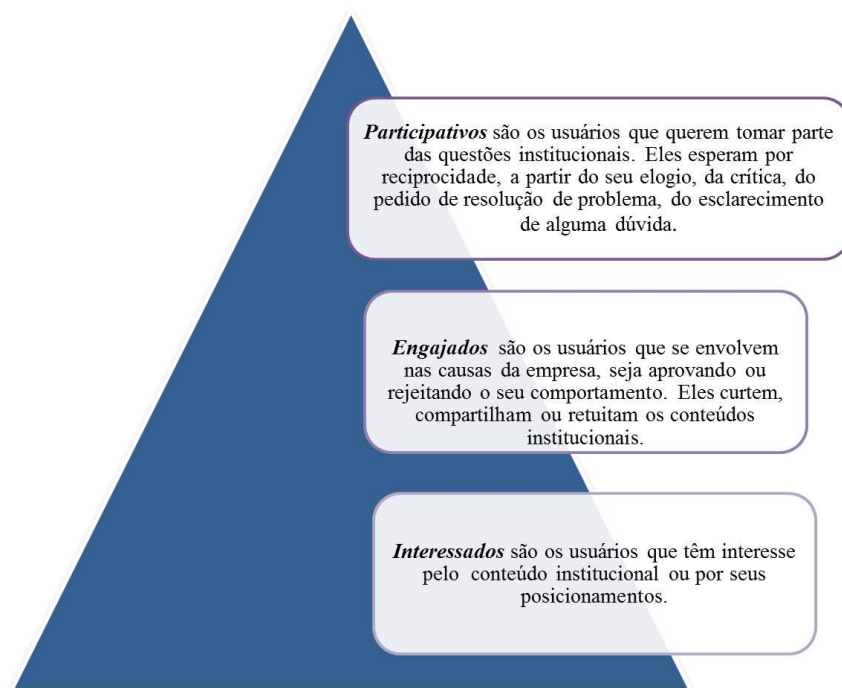 Participativos são os usuários que querem tomar parte
das questões institucionais. Eles esperam por
reciprocidade, a partir do seu elogio, da crítica, do
pedido de resolução de problema, do esclarecimento
de alguma dúvida.
Engajados são os usuários que se envolvem
nas causas da empresa, seja aprovando ou
rejeitando o seu comportamento. Eles curtem,
compartilham ou retuitam os conteúdos
institucionais.
Interessados são os usuários que têm interesse
pelo conteúdo institucional ou por seus
posicionamentos.